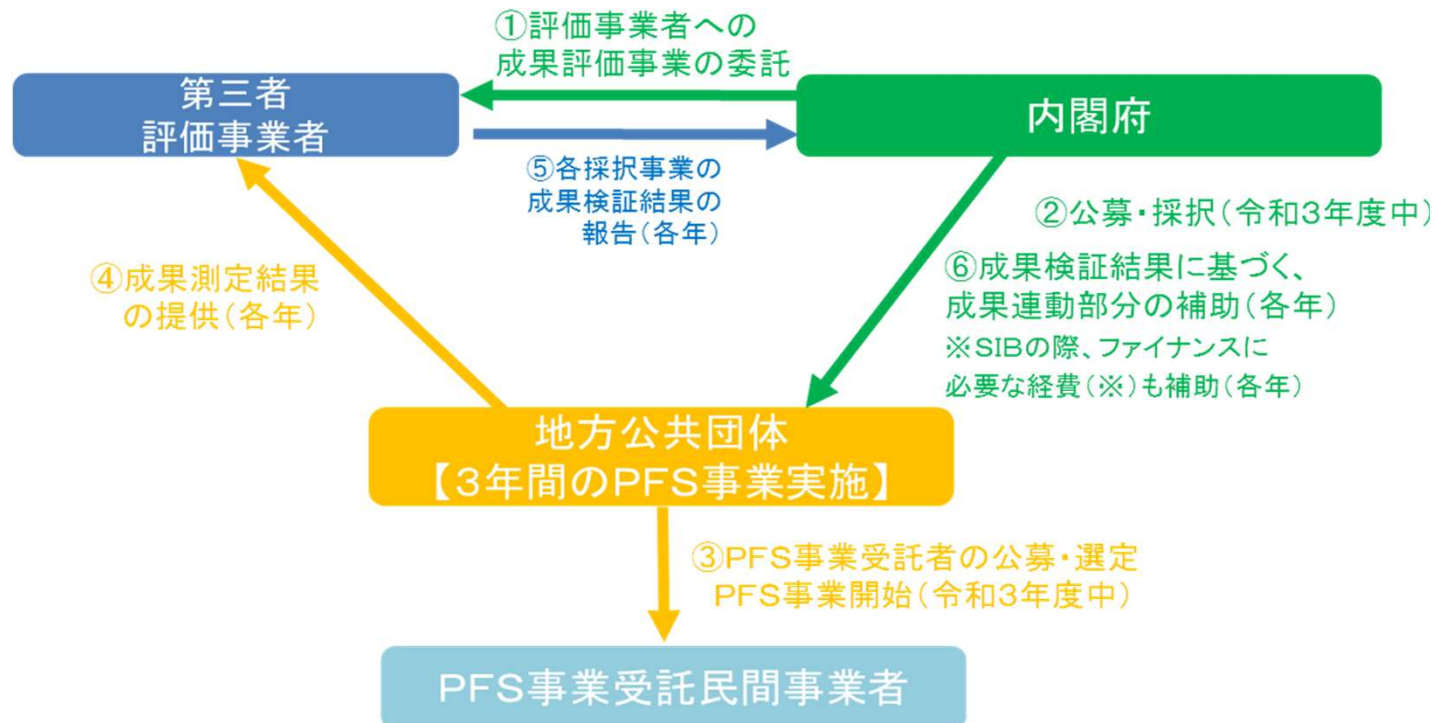 ①評価事業者への
成果評価事業の委託
第三者
評価事業者
内閣府
⑤各採択事業の
成果検証結果の
報告(各年)
②公募・採択(令和3年度中)
④成果測定結果
の提供(各年)
⑥成果検証結果に基づく、
成果連動部分の補助(各年)
※SIBの際、ファイナンスに
必要な経費(※)も補助(各年)
地方公共団体
【3年間のPFS事業実施】
③PFS事業受託者の公募・選定
PFS事業開始(令和3年度中)
PFS事業受託民間事業者